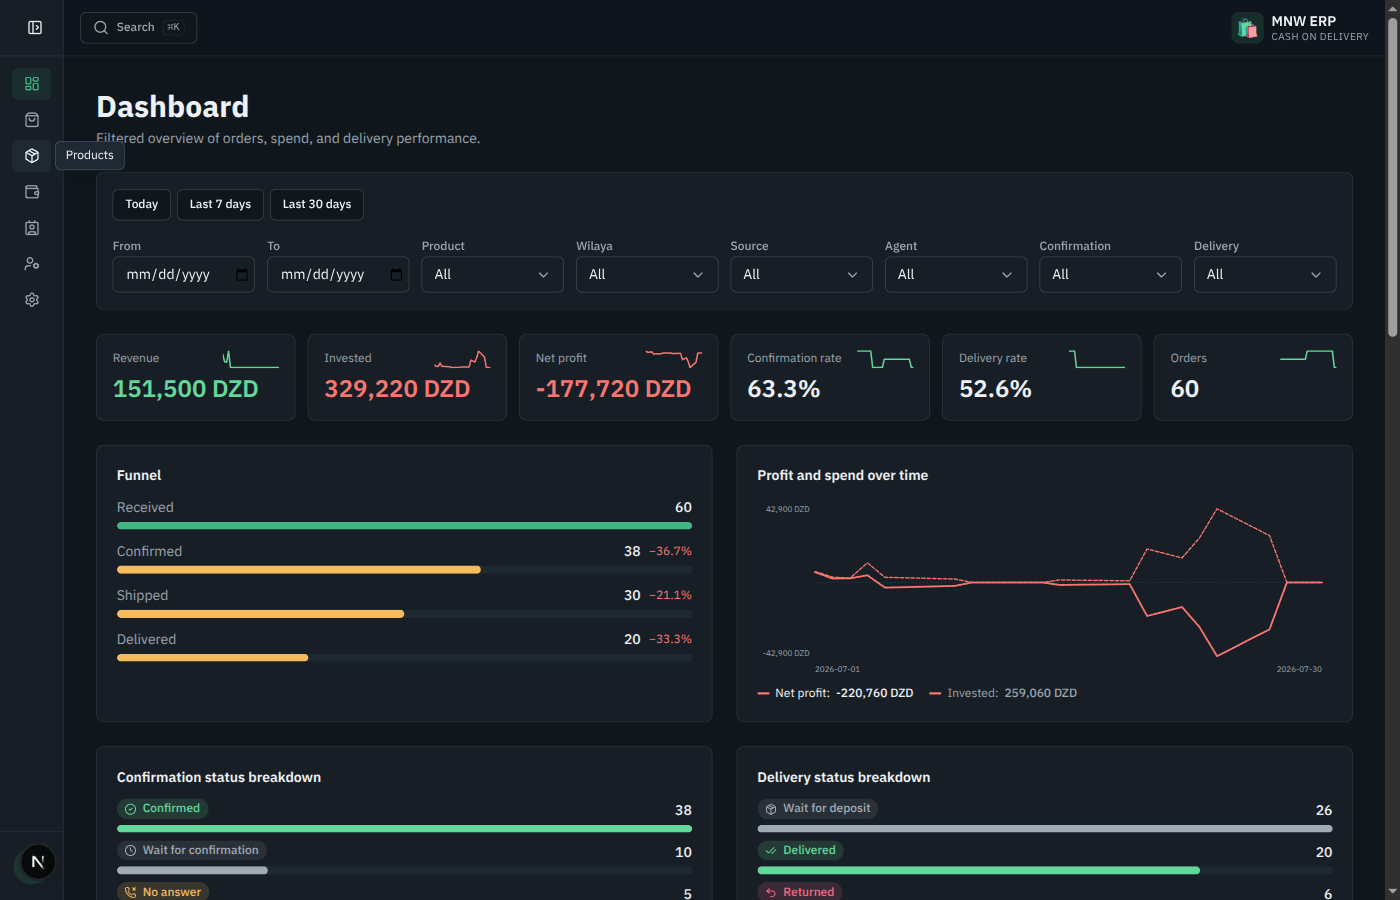 Search ⌘K
MNW ERP
CASH ON DELIVERY
Dashboard
Filtered overview of orders, spend, and delivery performance.
Products
Today
Last 7 days
Last 30 days
From
To
Product
Wilaya
Source
Agent
Confirmation
Delivery
mm/dd/yyyy
mm/dd/yyyy
All
All
All
All
All
All
Revenue
151,500 DZD
Invested
329,220 DZD
Net profit
-177,720 DZD
Confirmation rate
63.3%
Delivery rate
52.6%
Orders
60
Funnel
Received 60
Confirmed 38 −36.7%
Shipped 30 −21.1%
Delivered 20 −33.3%
Profit and spend over time
42,900 DZD
-42,900 DZD
2026-07-01
2026-07-30
Net profit: -220,760 DZD
Invested: 259,060 DZD
Confirmation status breakdown
Confirmed 38
Wait for confirmation 10
No answer 5
Delivery status breakdown
Wait for deposit 26
Delivered 20
Returned 6
N